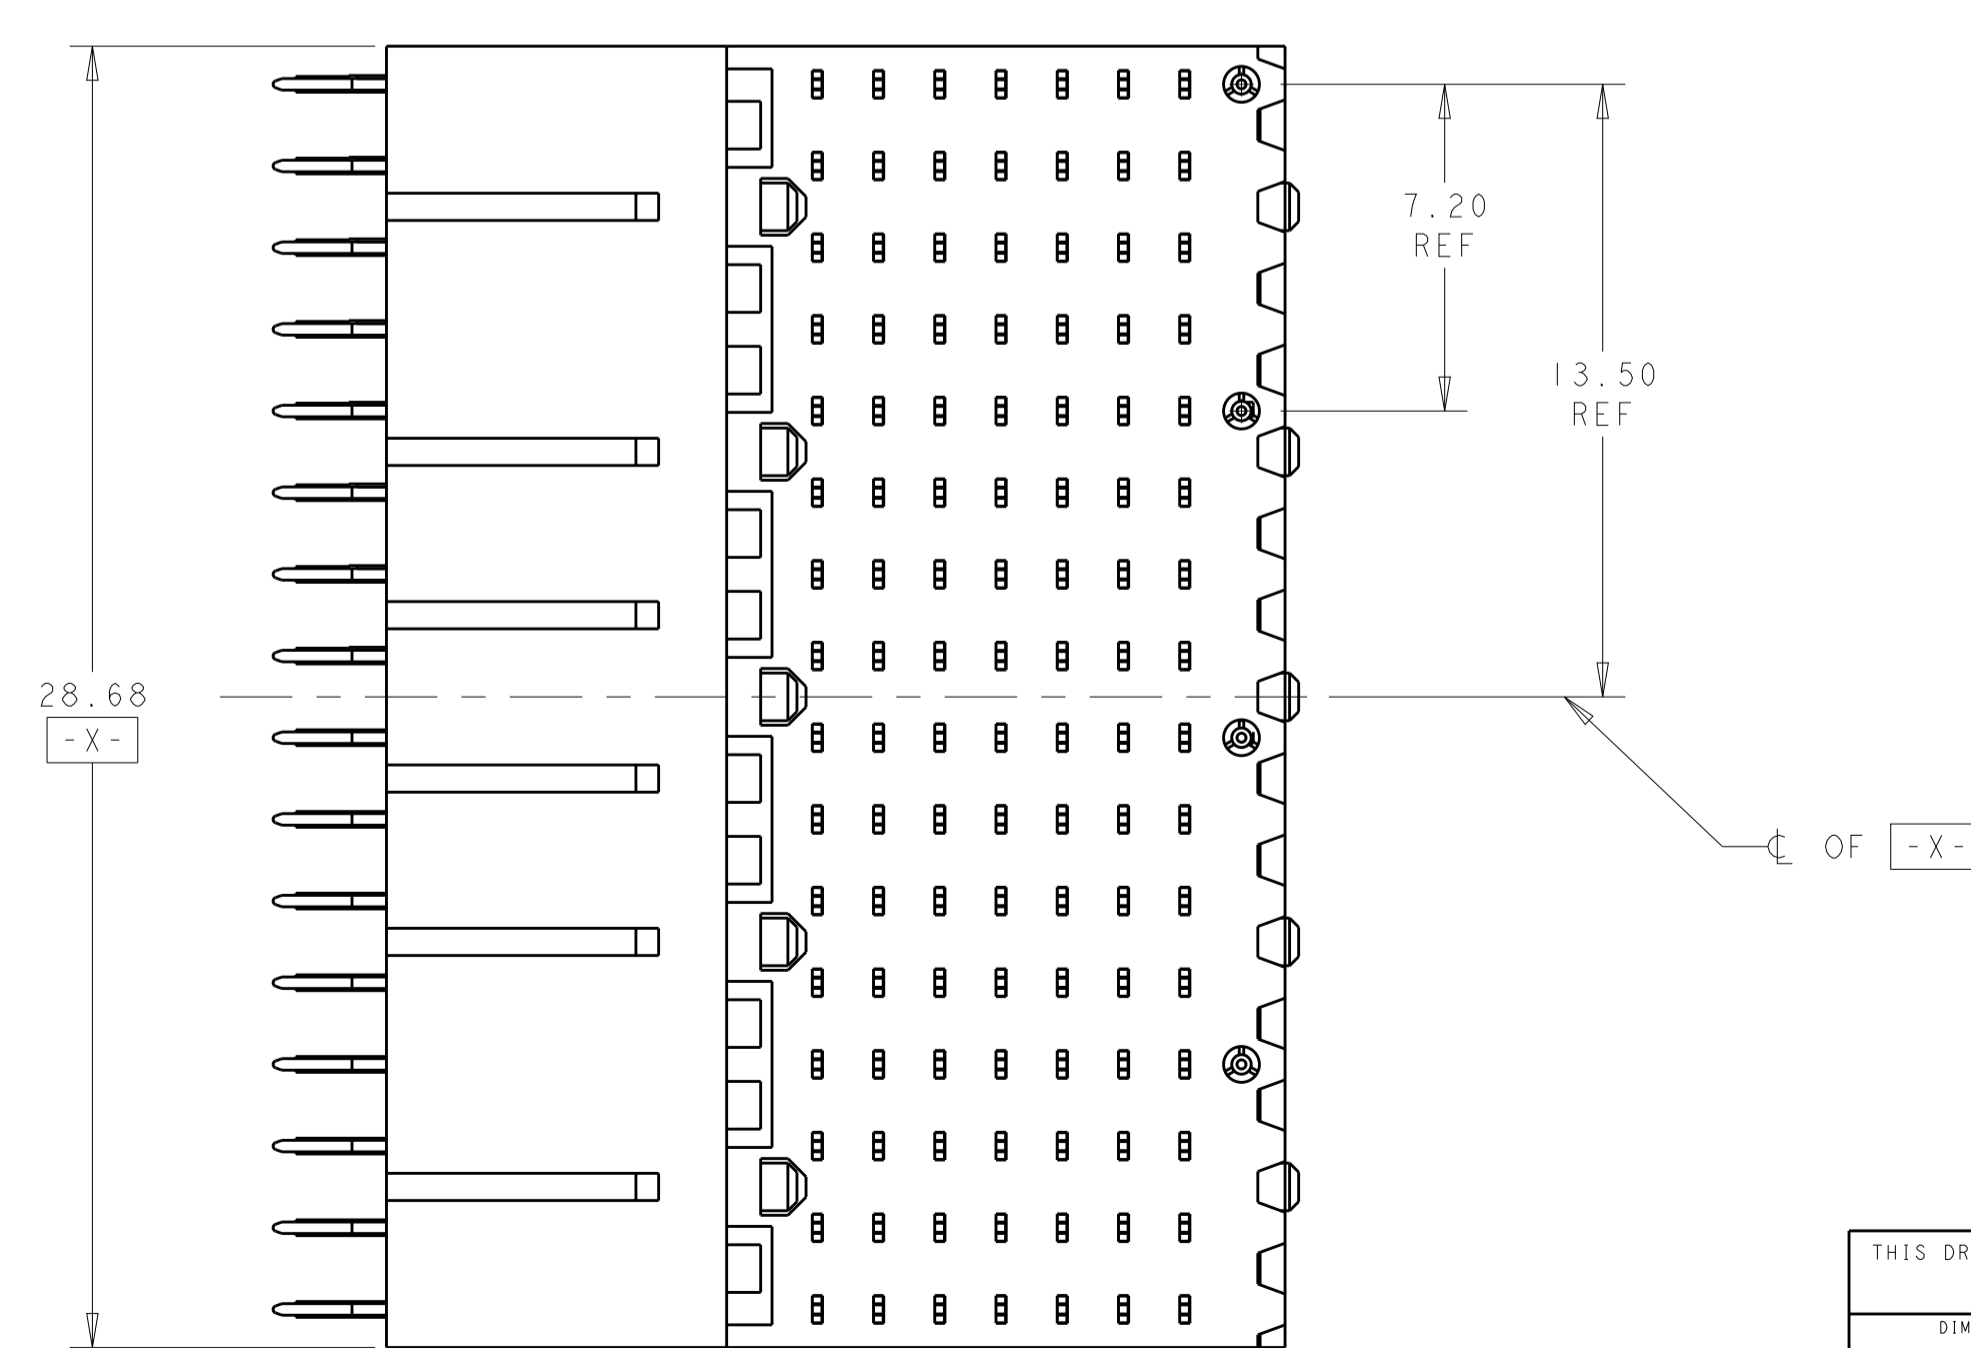 7.20
REF
13.50
REF
28.68
-X-
℄ OF -X-
THIS DR
DIM